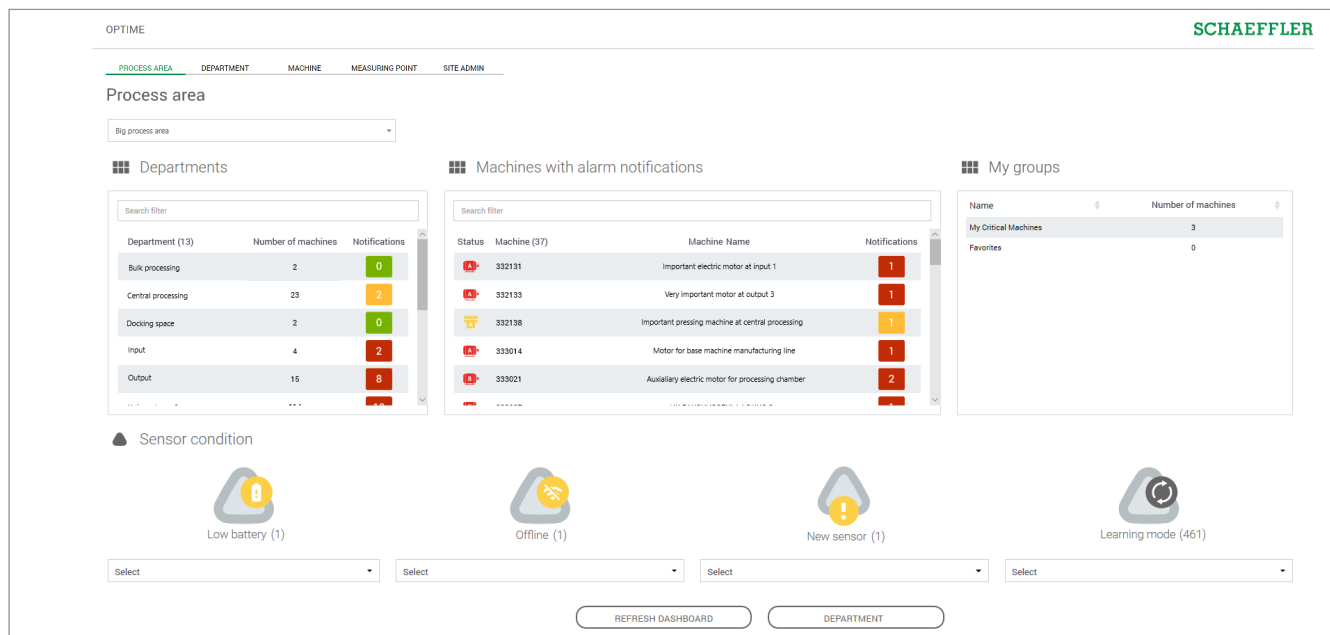 OPTIME
SCHAEFFLER
PROCESS AREA DEPARTMENT MACHINE MEASURING POINT SITE ADMIN
Process area
Big process area
Departments
Search filter
Department (13) Number of machines Notifications
Bulk processing 2 0
Central processing 23 2
Docking space 2 0
Input 4 2
Output 15 8
Machines with alarm notifications
Search filter
Status Machine (37) Machine Name Notifications
A 332131 Important electric motor at input 1 1
A 332133 Very important motor at output 3 1
332138 Important pressing machine at central processing 1
A 333014 Motor for base machine manufacturing line 1
B 333021 Auxialiary electric motor for processing chamber 2
My groups
Name Number of machines
My Critical Machines 3
Favorites 0
Sensor condition
Low battery (1)
Offline (1)
New sensor (1)
Learning mode (461)
Select
Select
Select
Select
REFRESH DASHBOARD DEPARTMENT